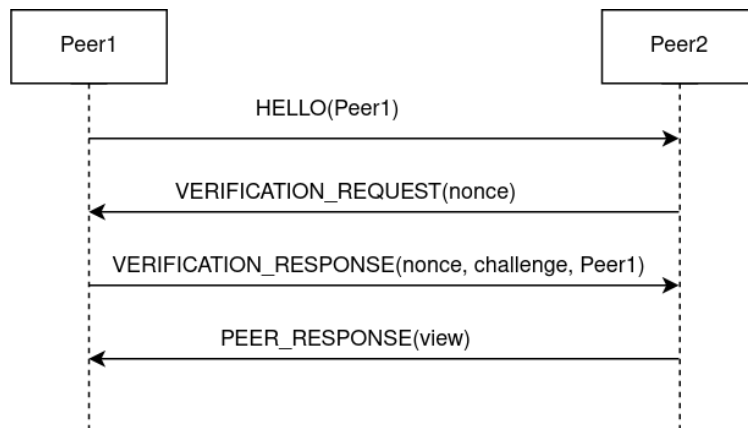 Peer1
Peer2
HELLO(Peer1)
VERIFICATION_REQUEST(nonce)
VERIFICATION_RESPONSE(nonce, challenge, Peer1)
PEER_RESPONSE(view)